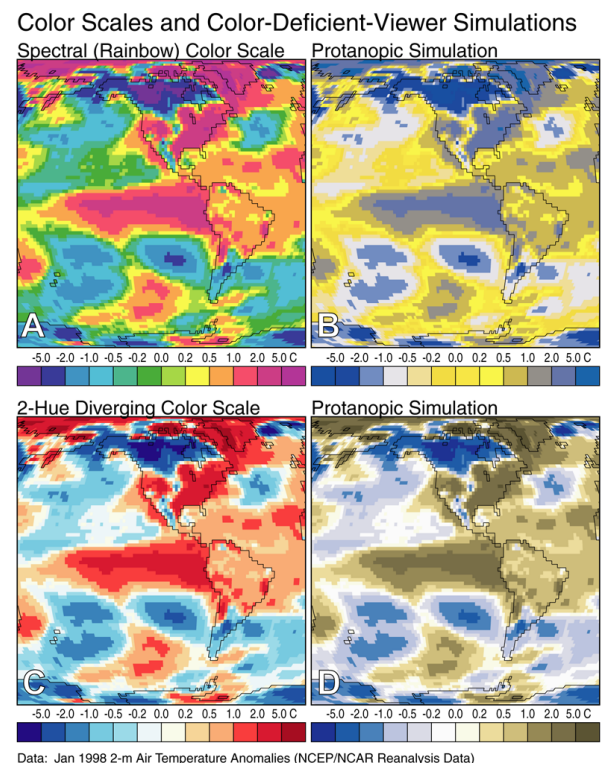 Color Scales and Color-Deficient-Viewer Simulations
Spectral (Rainbow) Color Scale
Protanopic Simulation
A
B
-5.0 -2.0 -1.0 -0.5 -0.2 0.0 0.2 0.5 1.0 2.0 5.0 C
-5.0 -2.0 -1.0 -0.5 -0.2 0.0 0.2 0.5 1.0 2.0 5.0 C
2-Hue Diverging Color Scale
Protanopic Simulation
C
D
-5.0 -2.0 -1.0 -0.5 -0.2 0.0 0.2 0.5 1.0 2.0 5.0 C
-5.0 -2.0 -1.0 -0.5 -0.2 0.0 0.2 0.5 1.0 2.0 5.0 C
Data: Jan 1998 2-m Air Temperature Anomalies (NCEP/NCAR Reanalysis Data)